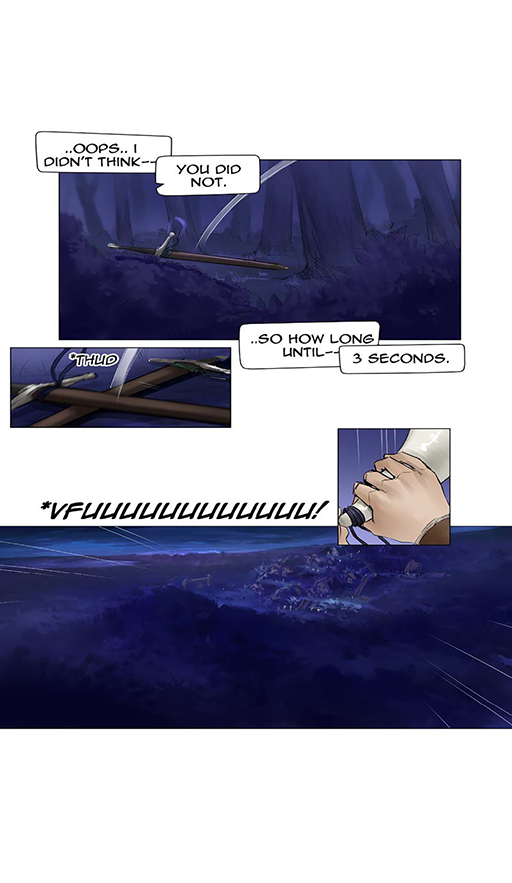 ..OOPS.. I
DIDN'T THINK--
YOU DID
NOT.
..SO HOW LONG
UNTIL--
3 SECONDS.
*THUD
*VFUUUUUUUUUUUUU!